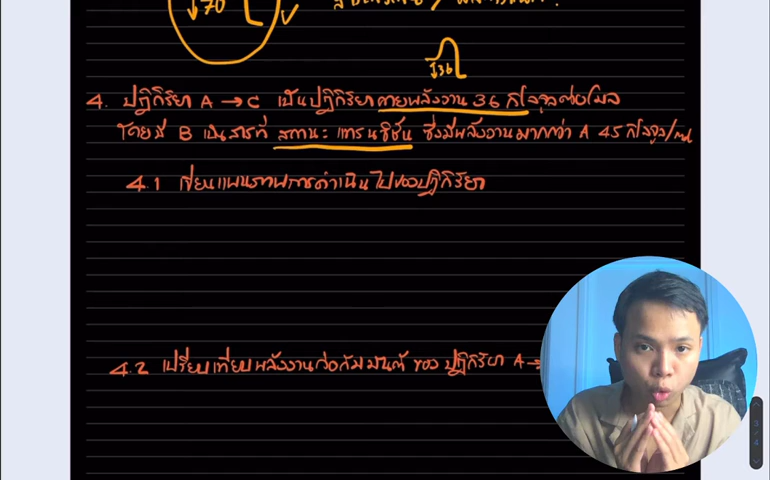 ↓70
↓36
4. ปฏิกิริยา A → C เป็นปฏิกิริยาคายพลังงาน 36 กิโลจูลต่อโมล
โดยมี B เป็นสารที่ สถานะแทรนซิชัน ซึ่งมีพลังงานมากกว่า A 45 กิโลจูล/mol
4.1 เขียนแผนภาพการดำเนินไปของปฏิกิริยา
4.2 เปรียบเทียบพลังงานก่อกัมมันต์ ของ ปฏิกิริยา A →
3/4